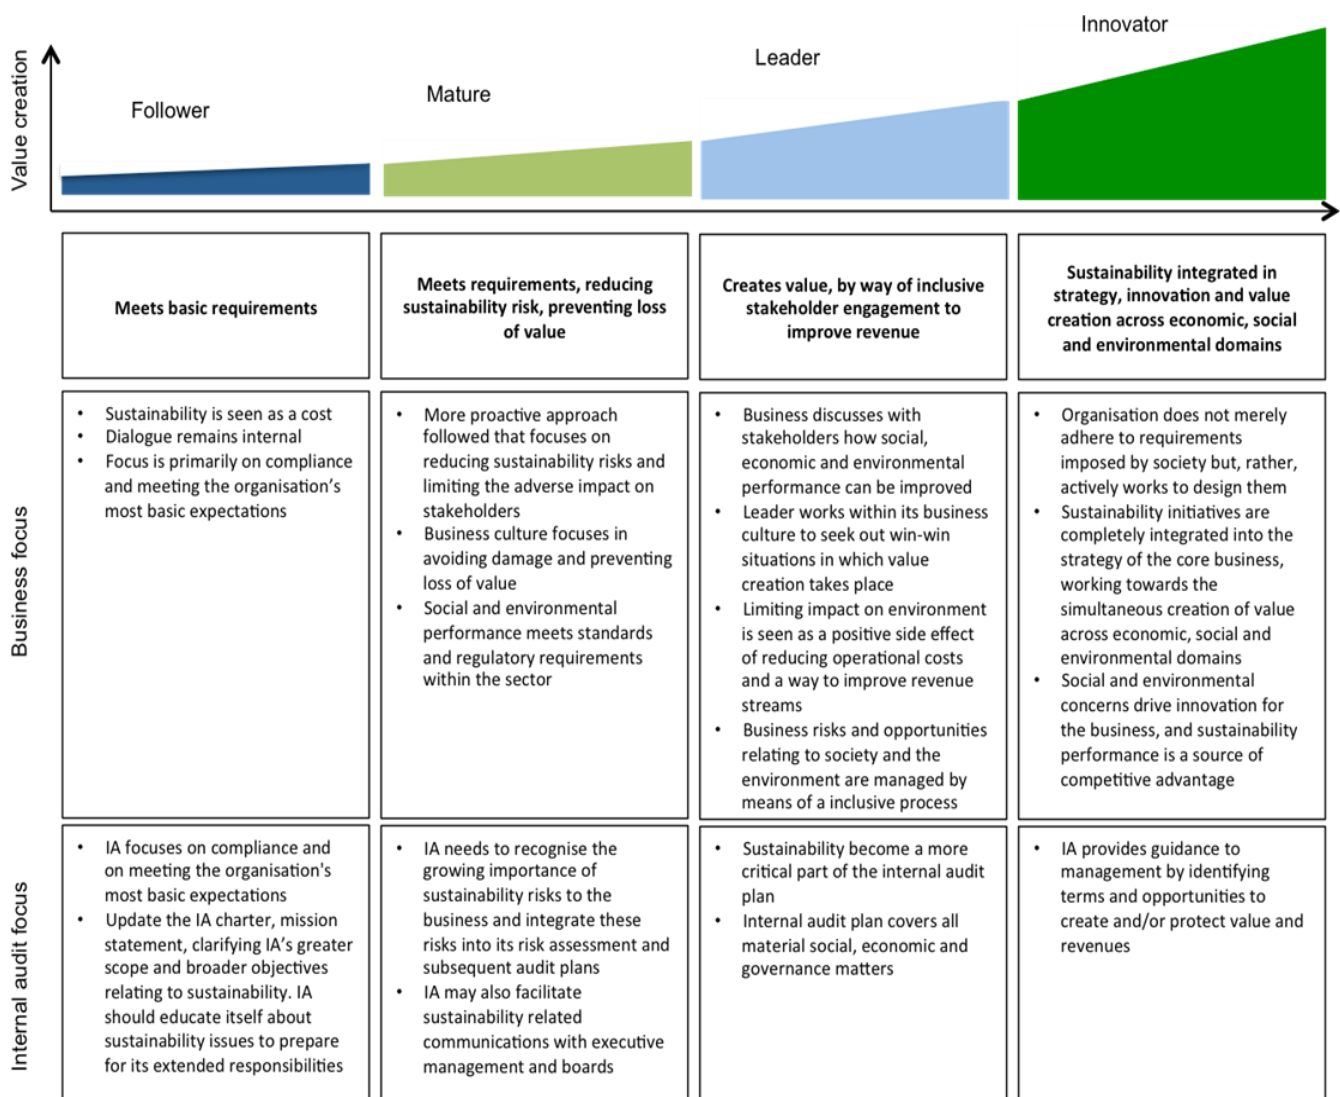 Value creation
Follower
Mature
Leader
Innovator
Meets basic requirements
Meets requirements, reducing
sustainability risk, preventing loss
of value
Creates value, by way of inclusive
stakeholder engagement to
improve revenue
Sustainability integrated in
strategy, innovation and value
creation across economic, social
and environmental domains
Business focus
• Sustainability is seen as a cost
• Dialogue remains internal
• Focus is primarily on compliance
and meeting the organisation's
most basic expectations
• More proactive approach
followed that focuses on
reducing sustainability risks and
limiting the adverse impact on
stakeholders
• Business culture focuses in
avoiding damage and preventing
loss of value
• Social and environmental
performance meets standards
and regulatory requirements
within the sector
• Business discusses with
stakeholders how social,
economic and environmental
performance can be improved
• Leader works within its business
culture to seek out win-win
situations in which value
creation takes place
• Limiting impact on environment
is seen as a positive side effect
of reducing operational costs
and a way to improve revenue
streams
• Business risks and opportunities
relating to society and the
environment are managed by
means of a inclusive process
• Organisation does not merely
adhere to requirements
imposed by society but, rather,
actively works to design them
• Sustainability initiatives are
completely integrated into the
strategy of the core business,
working towards the
simultaneous creation of value
across economic, social and
environmental domains
• Social and environmental
concerns drive innovation for
the business, and sustainability
performance is a source of
competitive advantage
Internal audit focus
• IA focuses on compliance and
on meeting the organisation's
most basic expectations
• Update the IA charter, mission
statement, clarifying IA's greater
scope and broader objectives
relating to sustainability. IA
should educate itself about
sustainability issues to prepare
for its extended responsibilities
• IA needs to recognise the
growing importance of
sustainability risks to the
business and integrate these
risks into its risk assessment and
subsequent audit plans
• IA may also facilitate
sustainability related
communications with executive
management and boards
• Sustainability become a more
critical part of the internal audit
plan
• Internal audit plan covers all
material social, economic and
governance matters
• IA provides guidance to
management by identifying
terms and opportunities to
create and/or protect value and
revenues